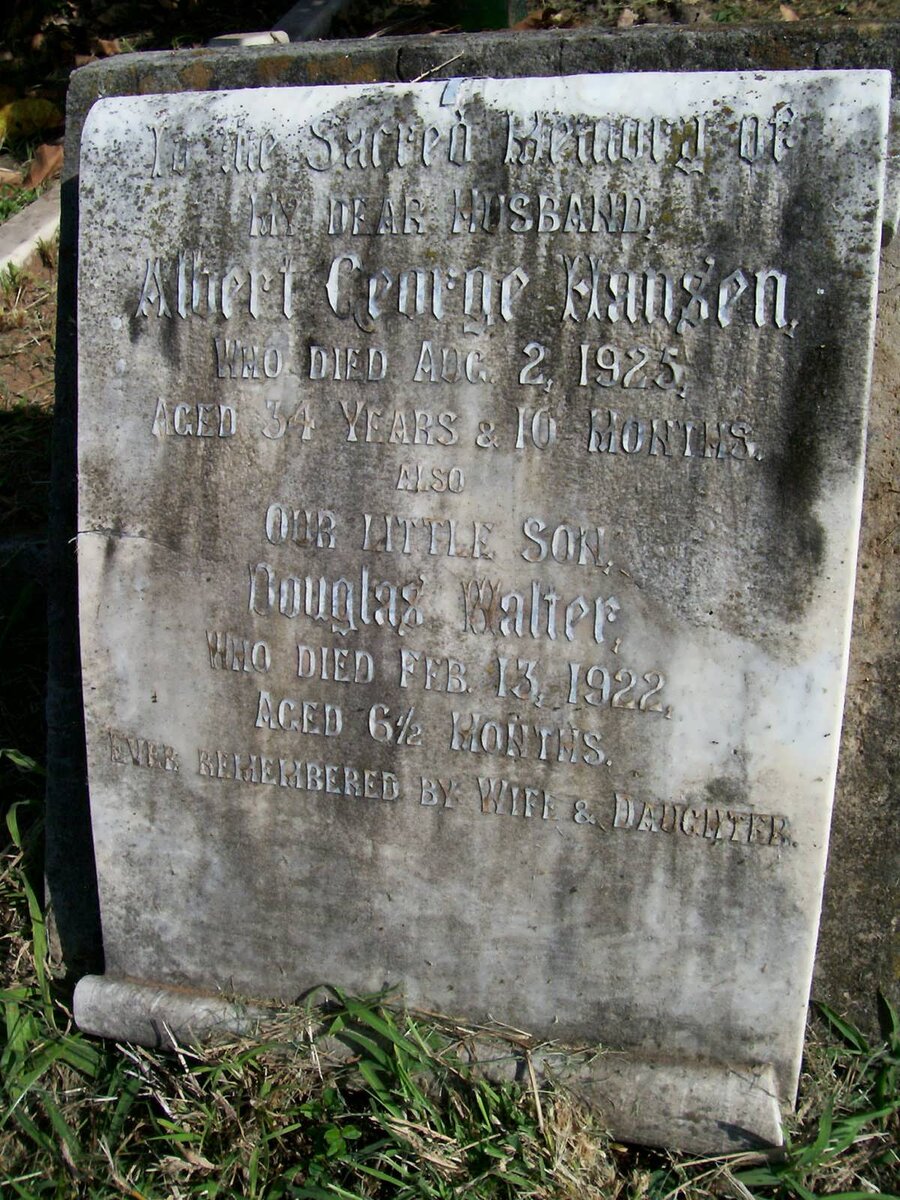 In the Sacred Memory of
MY DEAR HUSBAND,
Albert George Hansen,
WHO DIED AUG. 2, 1925,
AGED 34 YEARS & 10 MONTHS.
ALSO
OUR LITTLE SON,
Douglas Walter,
WHO DIED FEB. 13, 1922,
AGED 6½ MONTHS.
EVER REMEMBERED BY WIFE & DAUGHTER.